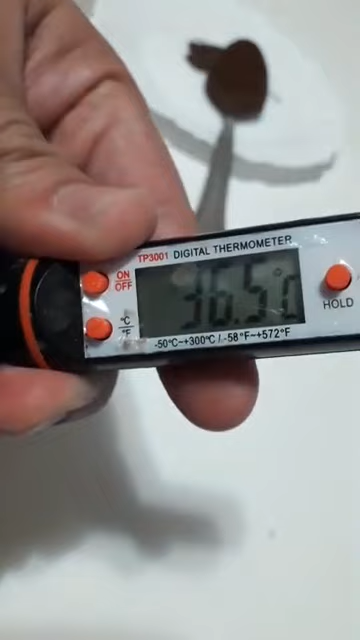 TP3001 DIGITAL THERMOMETER
ON
OFF
36.5°C
HOLD
°C
°F
-50°C~+300°C / -58°F~+572°F